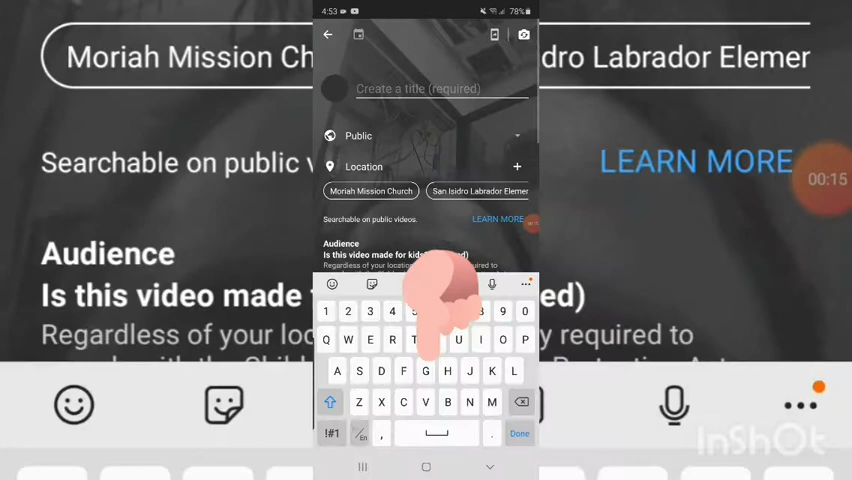 4:53
78%
Moriah Mission Ch
dro Labrador Elemer
Create a title (required)
Public
Location
Moriah Mission Church
San Isidro Labrador Elemer
Searchable on public v
LEARN MORE
00:15
Searchable on public videos.
LEARN MORE
Audience
Is this video made for kids
d)
Regardless of your location
required to
Audience
Is this video made
ed)
Regardless of your loc
y required to
1 2 3 4 5 8 9 0
Q W E R T U I O P
A S D F G H J K L
Z X C V B N M
!#1
En
,
.
Done
InShOt